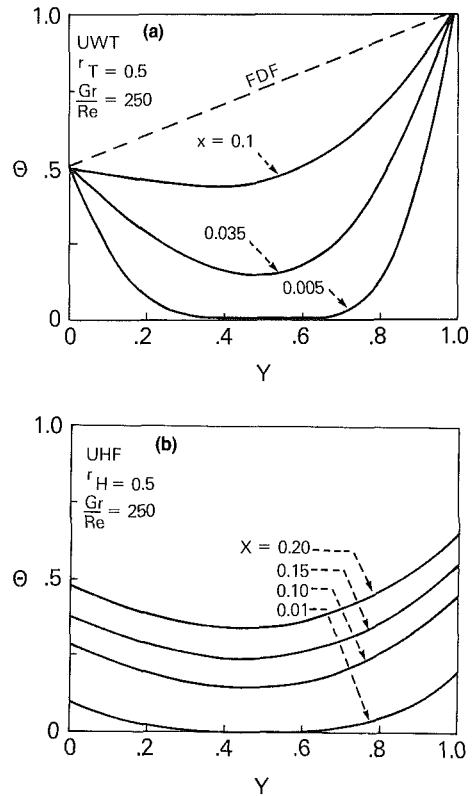 1.0
(a)
UWT
r T = 0.5
Gr
Re = 250
FDF
x = 0.1
.5
Θ
0.035
0.005
0
0 .2 .4 .6 .8 1.0
Y
1.0
(b)
UHF
r H = 0.5
Gr
Re = 250
X = 0.20
Θ .5
0.15
0.10
0.01
0
0 .2 .4 .6 .8 1.0
Y